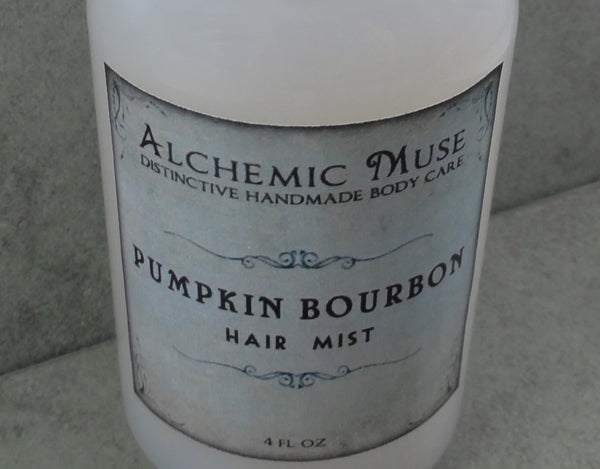 ALCHEMIC MUSE
DISTINCTIVE HANDMADE BODY CARE
PUMPKIN BOURBON
HAIR MIST
4 FL OZ